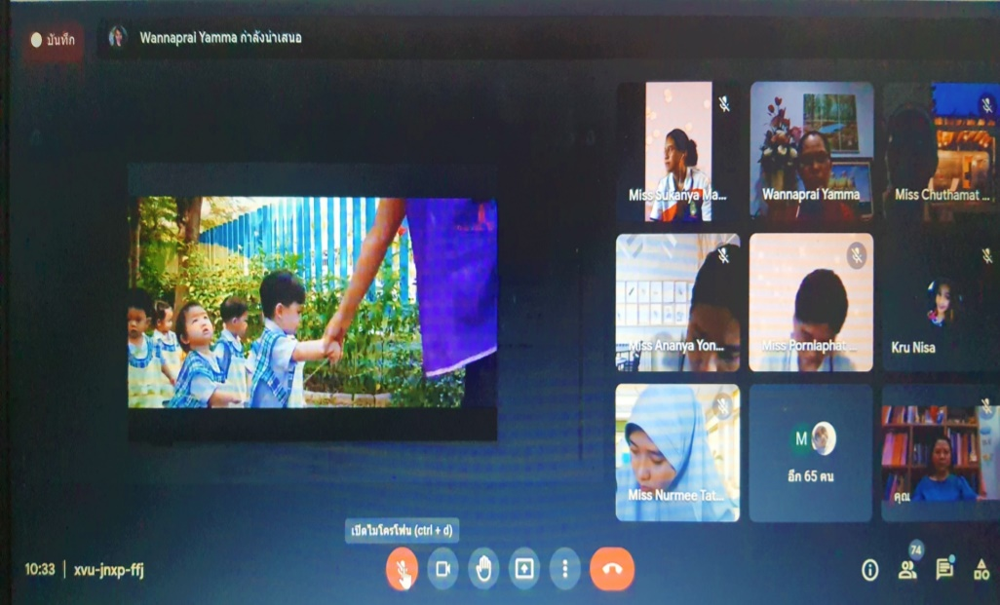 บันทึก
Wannaprai Yamma กำลังนำเสนอ
Miss Sukanya Ma...
Wannaprai Yamma
Miss Chuthamat ...
Miss Ananya Yon...
Miss Pornlaphat ...
Kru Nisa
Miss Nurmee Tat...
M
อีก 65 คน
คุณ
เปิดไมโครโฟน (ctrl + d)
10:33 | xvu-jnxp-ffj
74